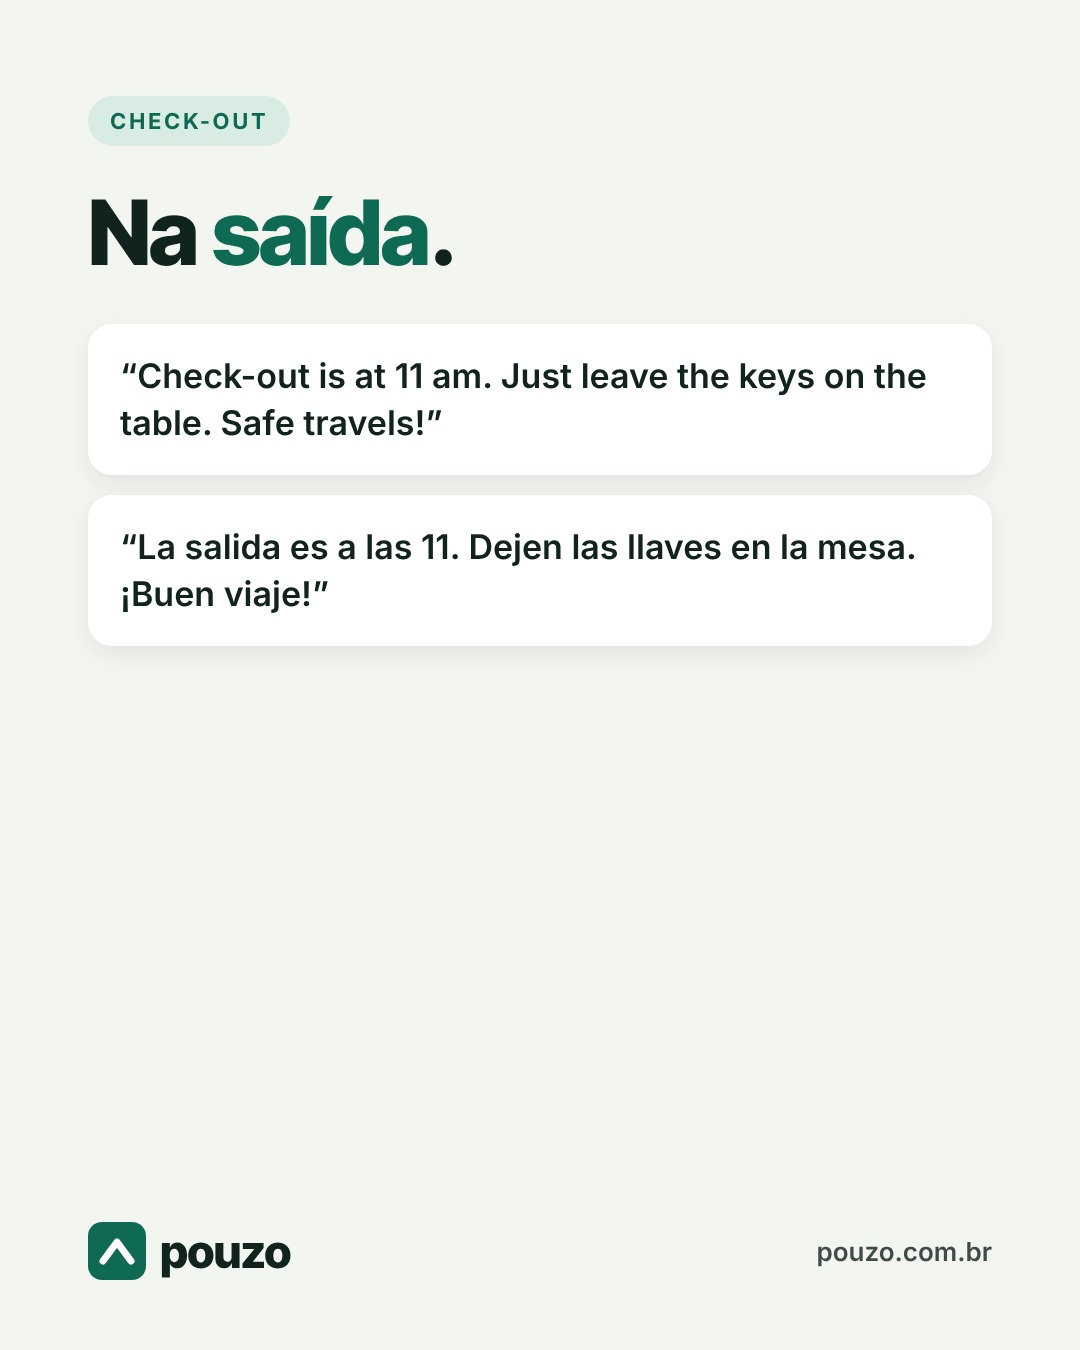 CHECK-OUT
Na saída.
“Check-out is at 11 am. Just leave the keys on the
table. Safe travels!”
“La salida es a las 11. Dejen las llaves en la mesa.
¡Buen viaje!”
pouzo
pouzo.com.br